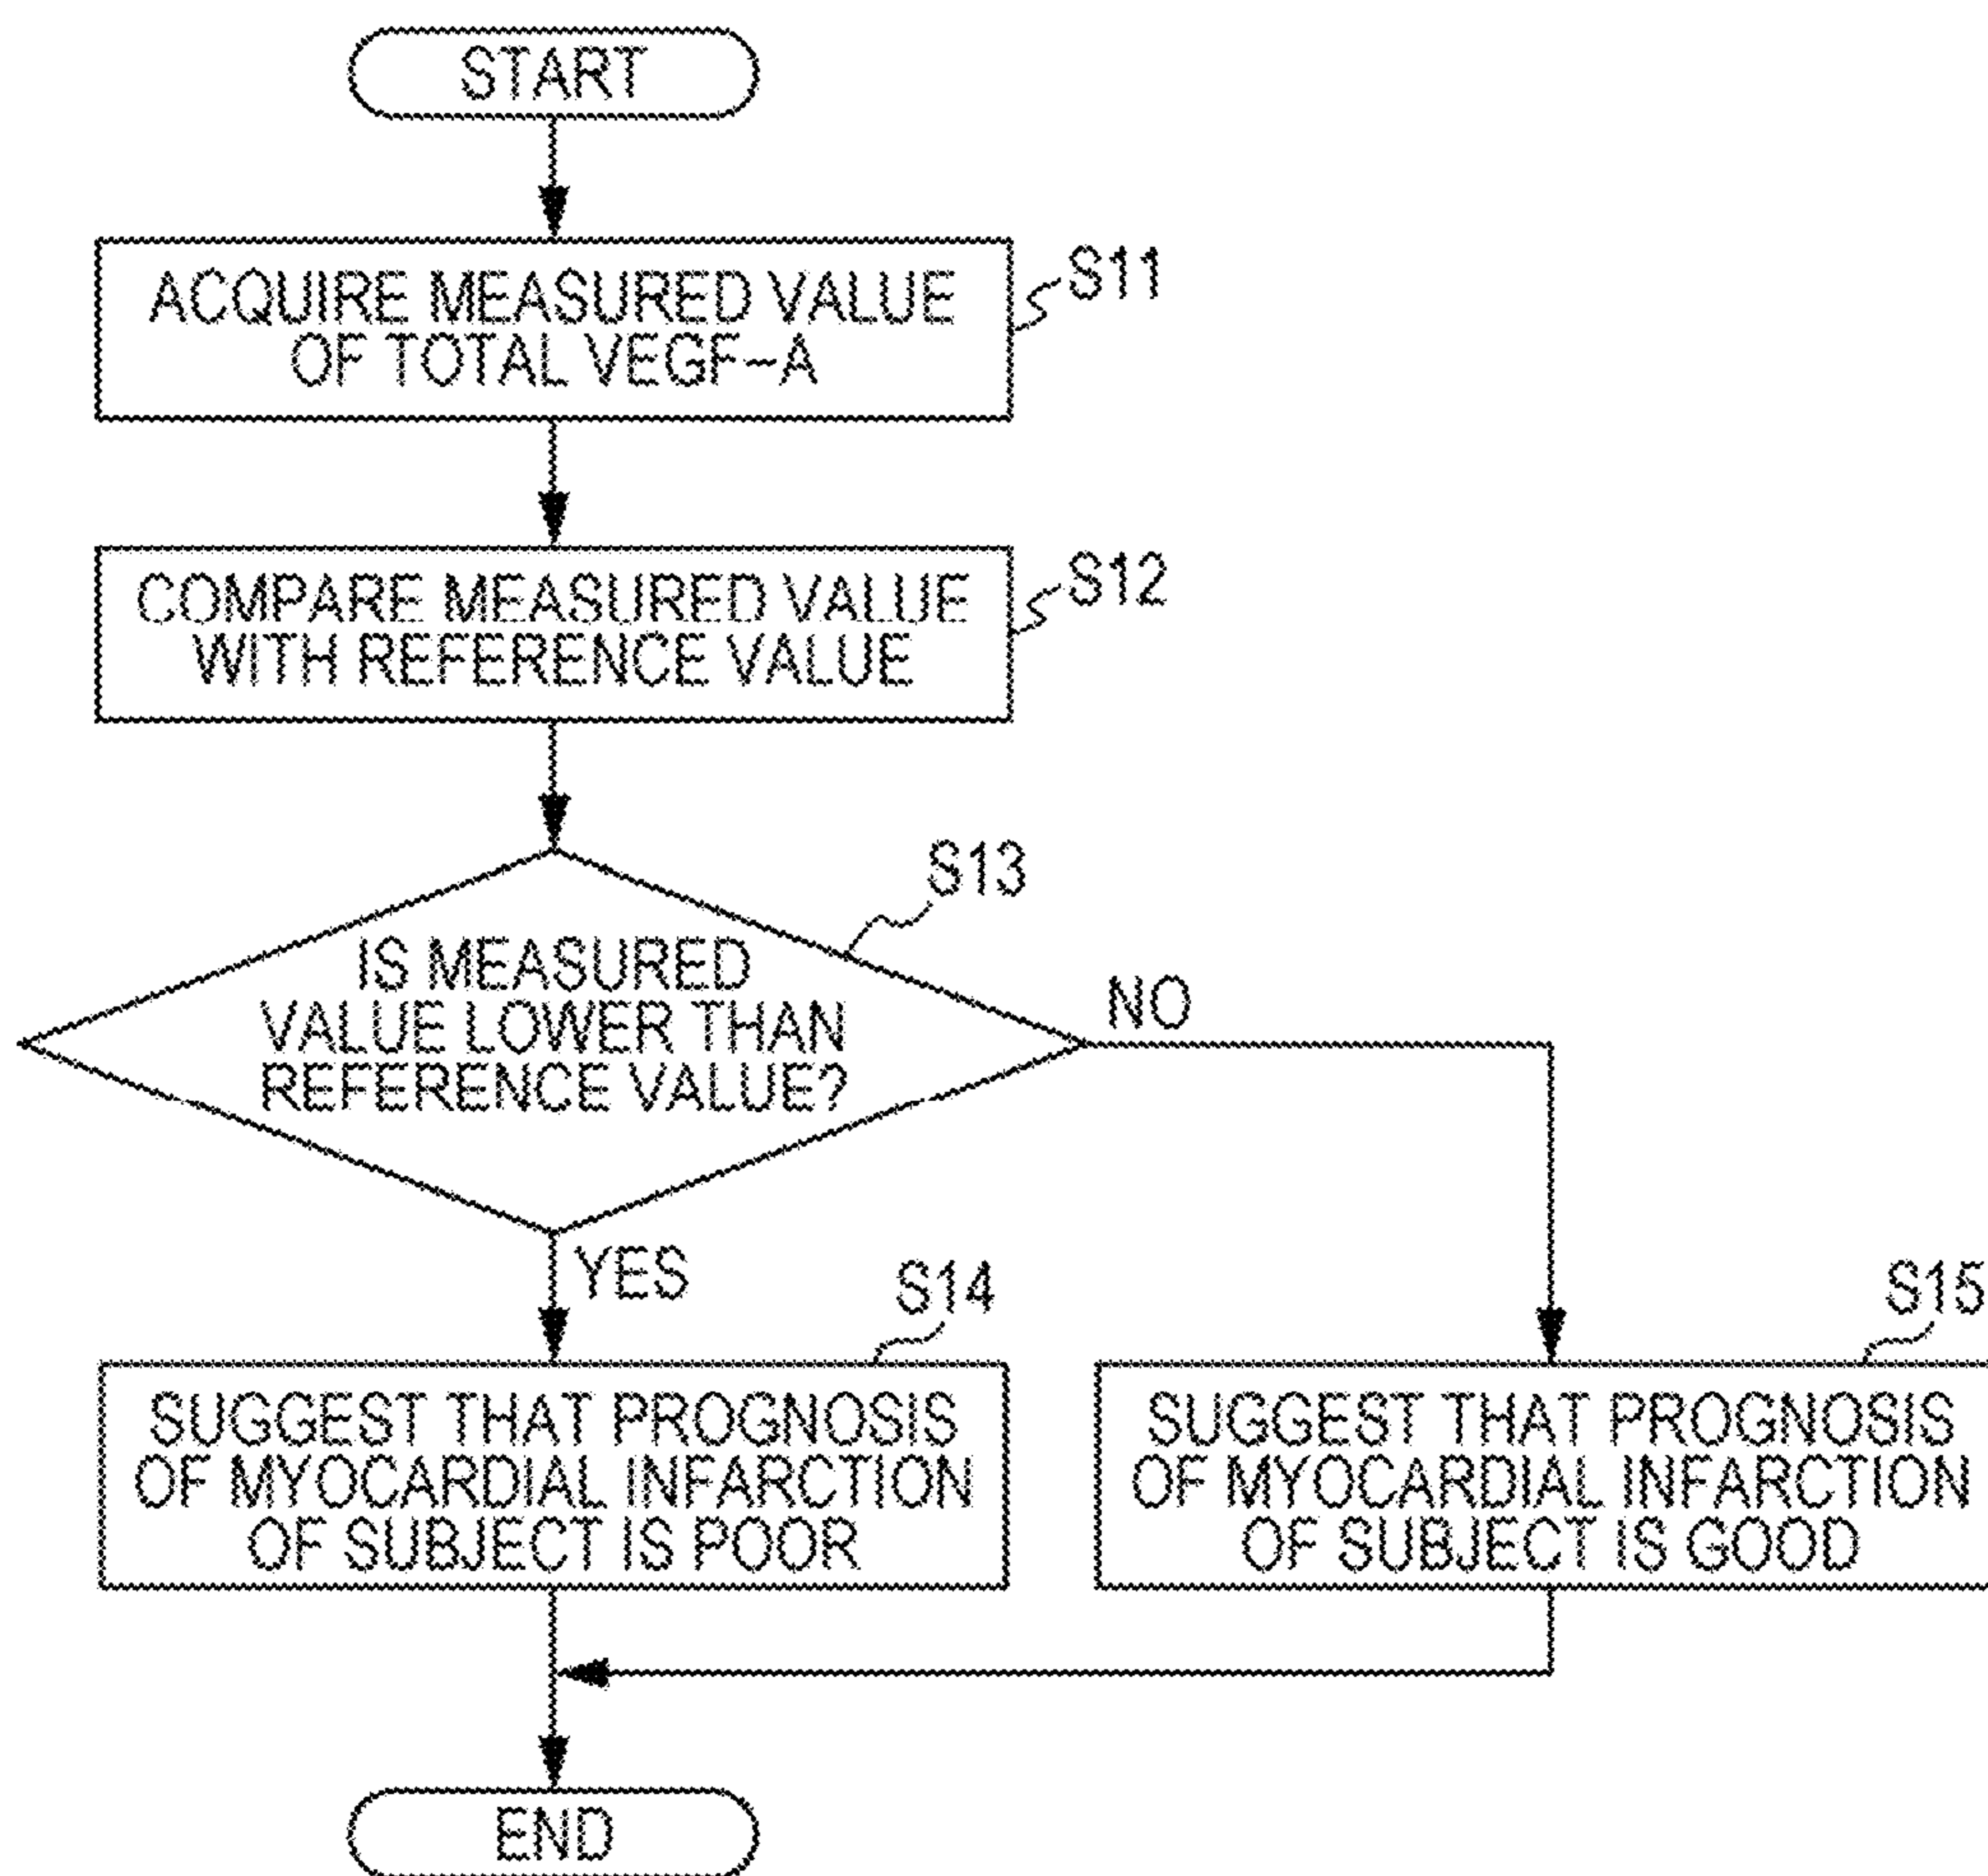 START
ACQUIRE MEASURED VALUE
OF TOTAL VEGF-A
S11
COMPARE MEASURED VALUE
WITH REFERENCE VALUE
S12
S13
IS MEASURED
VALUE LOWER THAN
REFERENCE VALUE?
NO
YES
S14
SUGGEST THAT PROGNOSIS
OF MYOCARDIAL INFARCTION
OF SUBJECT IS POOR
S15
SUGGEST THAT PROGNOSIS
OF MYOCARDIAL INFARCTION
OF SUBJECT IS GOOD
END